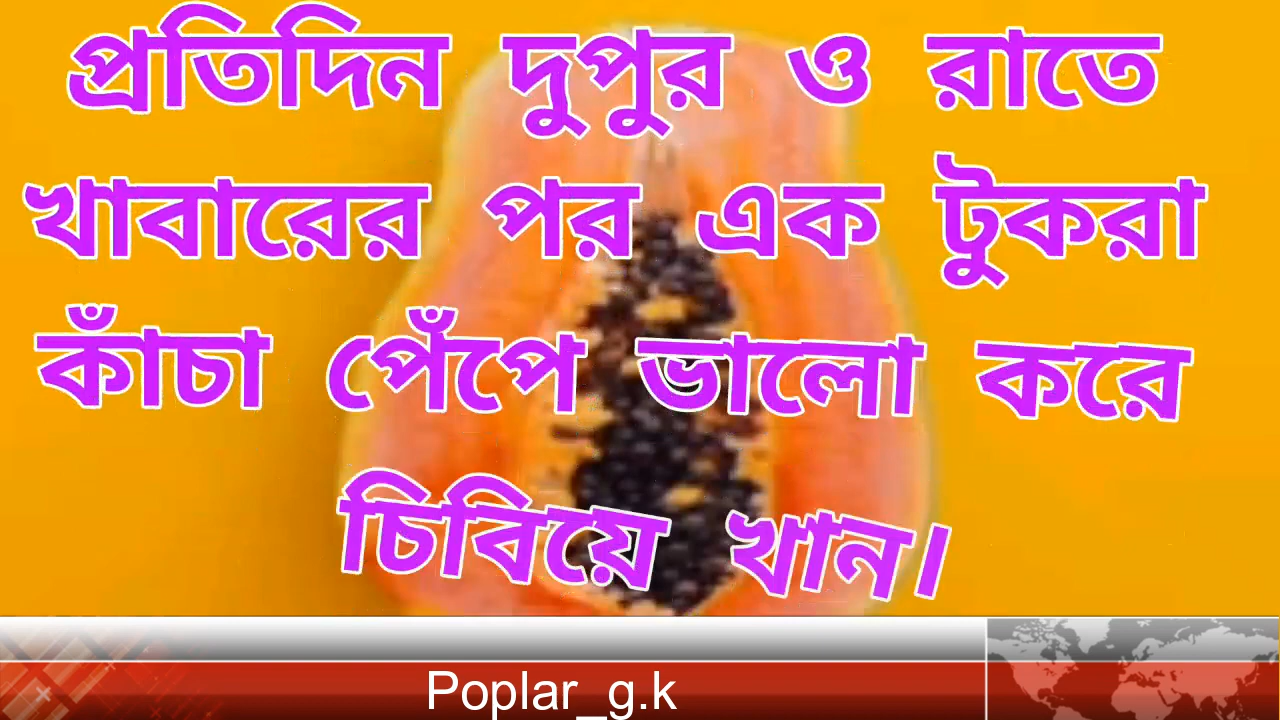 প্রতিদিন দুপুর ও রাতে
খাবারের পর এক টুকরা
কাঁচা পেঁপে ভালো করে
চিবিয়ে খান।
Poplar_g.k